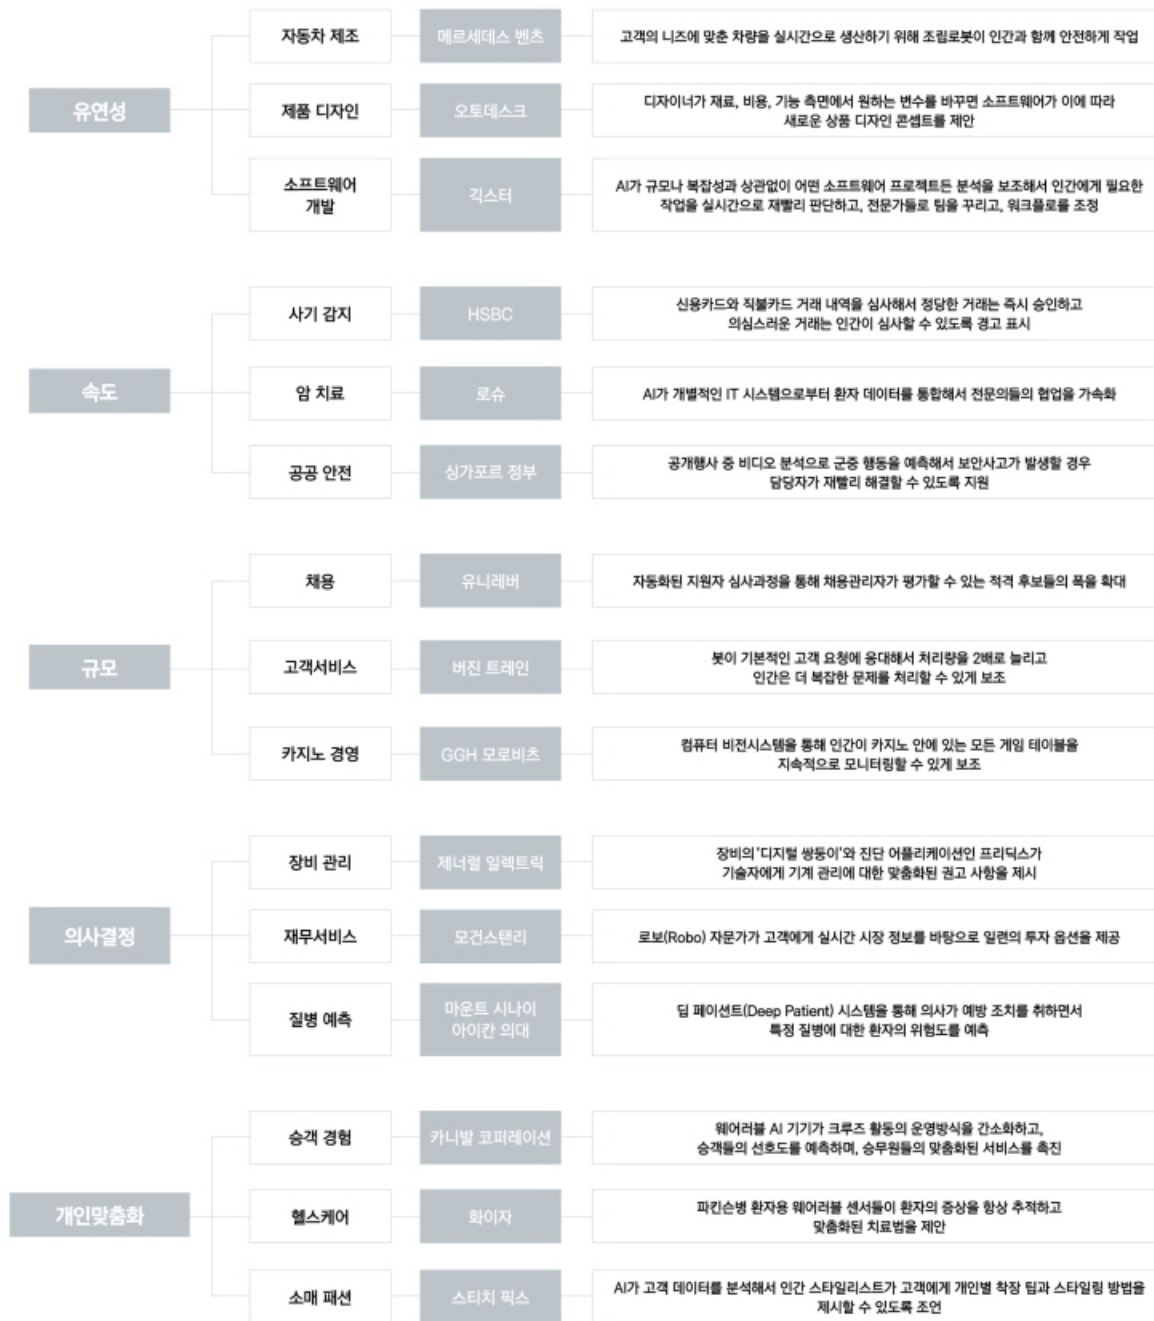 유연성
자동차 제조
메르세데스 벤츠
고객의 니즈에 맞춘 차량을 실시간으로 생산하기 위해 조립로봇이 인간과 함께 안전하게 작업
제품 디자인
오토데스크
디자이너가 재료, 비용, 기능 측면에서 원하는 변수를 바꾸면 소프트웨어가 이에 따라
새로운 상품 디자인 콘셉트를 제안
소프트웨어
개발
긱스터
AI가 규모나 복잡성과 상관없이 어떤 소프트웨어 프로젝트든 분석을 보조해서 인간에게 필요한
작업을 실시간으로 재빨리 판단하고, 전문가들로 팀을 꾸리고, 워크플로를 조정
속도
사기 감지
HSBC
신용카드와 직불카드 거래 내역을 심사해서 정당한 거래는 즉시 승인하고
의심스러운 거래는 인간이 심사할 수 있도록 경고 표시
암 치료
로슈
AI가 개별적인 IT 시스템으로부터 환자 데이터를 통합해서 전문의들의 협업을 가속화
공공 안전
싱가포르 정부
공개행사 중 비디오 분석으로 군중 행동을 예측해서 보안사고가 발생할 경우
담당자가 재빨리 해결할 수 있도록 지원
규모
채용
유니레버
자동화된 지원자 심사과정을 통해 채용관리자가 평가할 수 있는 적격 후보들의 폭을 확대
고객서비스
버진 트레인
봇이 기본적인 고객 요청에 응대해서 처리량을 2배로 늘리고
인간은 더 복잡한 문제를 처리할 수 있게 보조
카지노 경영
GGH 모로비츠
컴퓨터 비전시스템을 통해 인간이 카지노 안에 있는 모든 게임 테이블을
지속적으로 모니터링할 수 있게 보조
의사결정
장비 관리
제너럴 일렉트릭
장비의 '디지털 쌍둥이'와 진단 어플리케이션인 프리딕스가
기술자에게 기계 관리에 대한 맞춤화된 권고 사항을 제시
재무서비스
모건스탠리
로보(Robo) 자문가가 고객에게 실시간 시장 정보를 바탕으로 일련의 투자 옵션을 제공
질병 예측
마운트 시나이
아이칸 의대
딥 페이션트(Deep Patient) 시스템을 통해 의사가 예방 조치를 취하면서
특정 질병에 대한 환자의 위험도를 예측
개인맞춤화
승객 경험
카니발 코퍼레이션
웨어러블 AI 기기가 크루즈 활동의 운영방식을 간소화하고,
승객들의 선호도를 예측하며, 승무원들의 맞춤화된 서비스를 촉진
헬스케어
화이자
파킨슨병 환자용 웨어러블 센서들이 환자의 증상을 항상 추적하고
맞춤화된 치료법을 제안
소매 패션
스티치 픽스
AI가 고객 데이터를 분석해서 인간 스타일리스트가 고객에게 개인별 착장 팁과 스타일링 방법을
제시할 수 있도록 조언